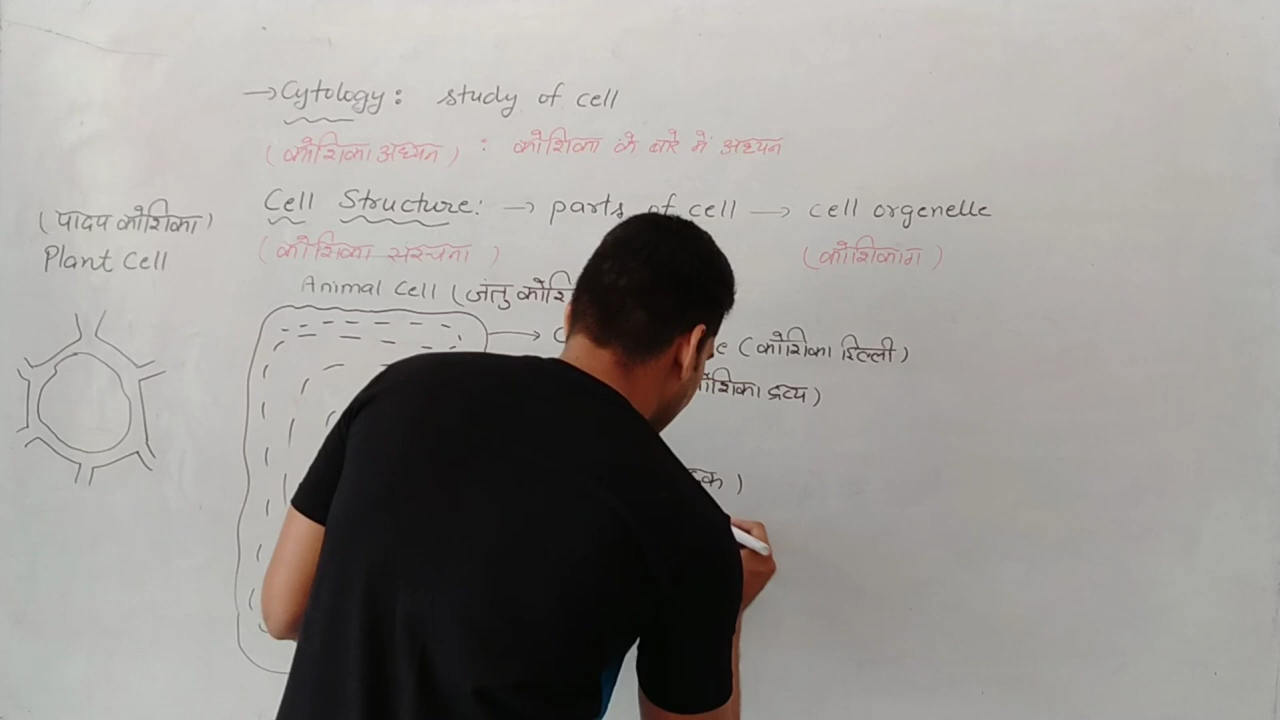 → Cytology : study of cell
( कोशिका अध्यन ) : कोशिका के बारे में अध्यन
Cell Structure: → parts of cell → cell orgenelle
( कोशिका संरचना ) ( कोशिकांग )
( पादप कोशिका )
Plant Cell
Animal Cell ( जंतु
( कोशिका झिल्ली )
द्रव्य )